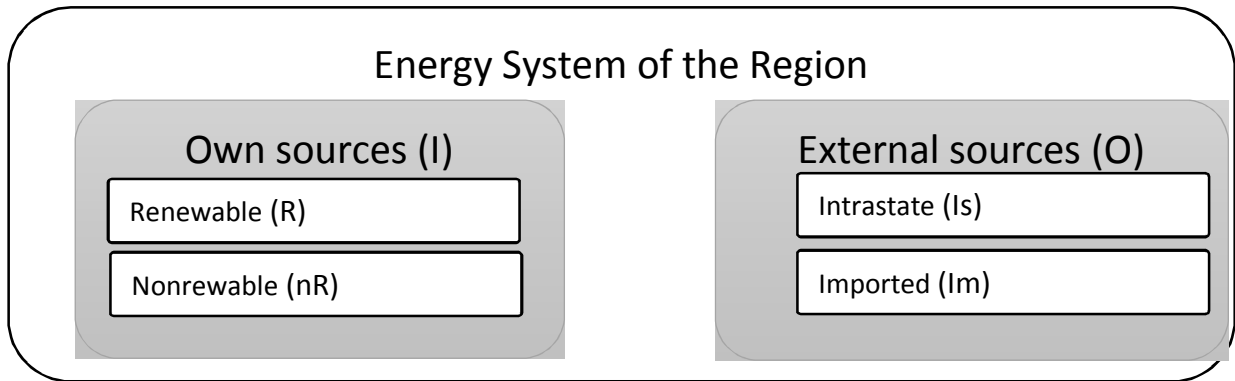 Energy System of the Region
Own sources (I)
Renewable (R)
Nonrewable (nR)
External sources (O)
Intrastate (Is)
Imported (Im)